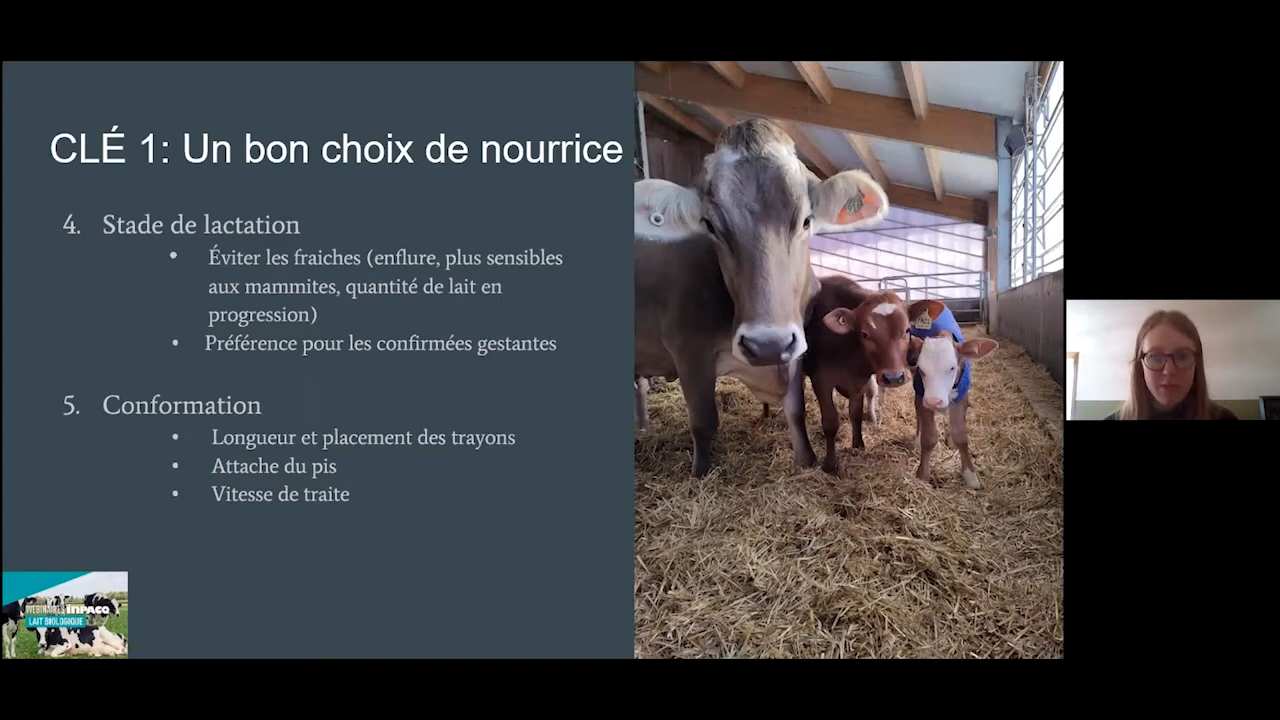 CLÉ 1: Un bon choix de nourrice
4. Stade de lactation
• Éviter les fraiches (enflure, plus sensibles
aux mammites, quantité de lait en
progression)
• Préférence pour les confirmées gestantes
5. Conformation
• Longueur et placement des trayons
• Attache du pis
• Vitesse de traite
WEBINAIRES INPACQ
LAIT BIOLOGIQUE